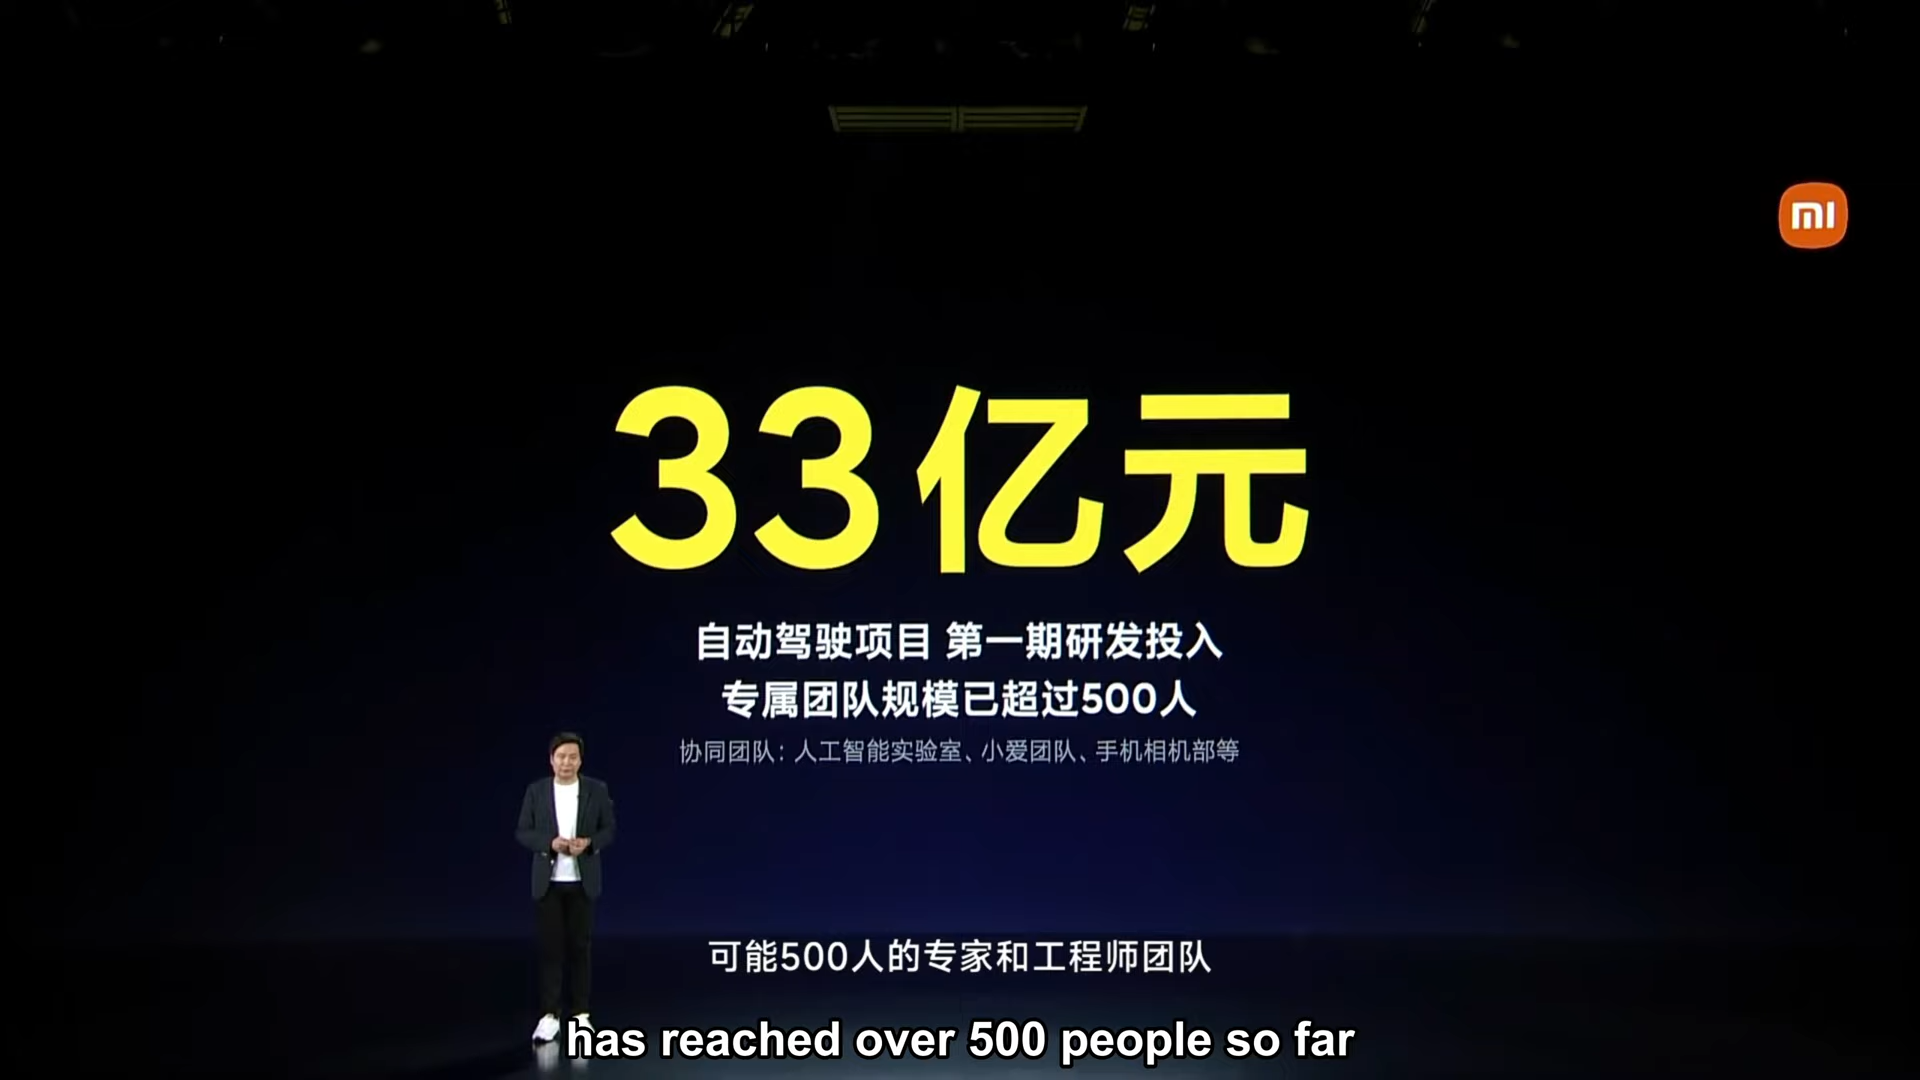 mi
33亿元
自动驾驶项目 第一期研发投入
专属团队规模已超过500人
协同团队：人工智能实验室、小爱团队、手机相机部等
可能500人的专家和工程师团队
has reached over 500 people so far